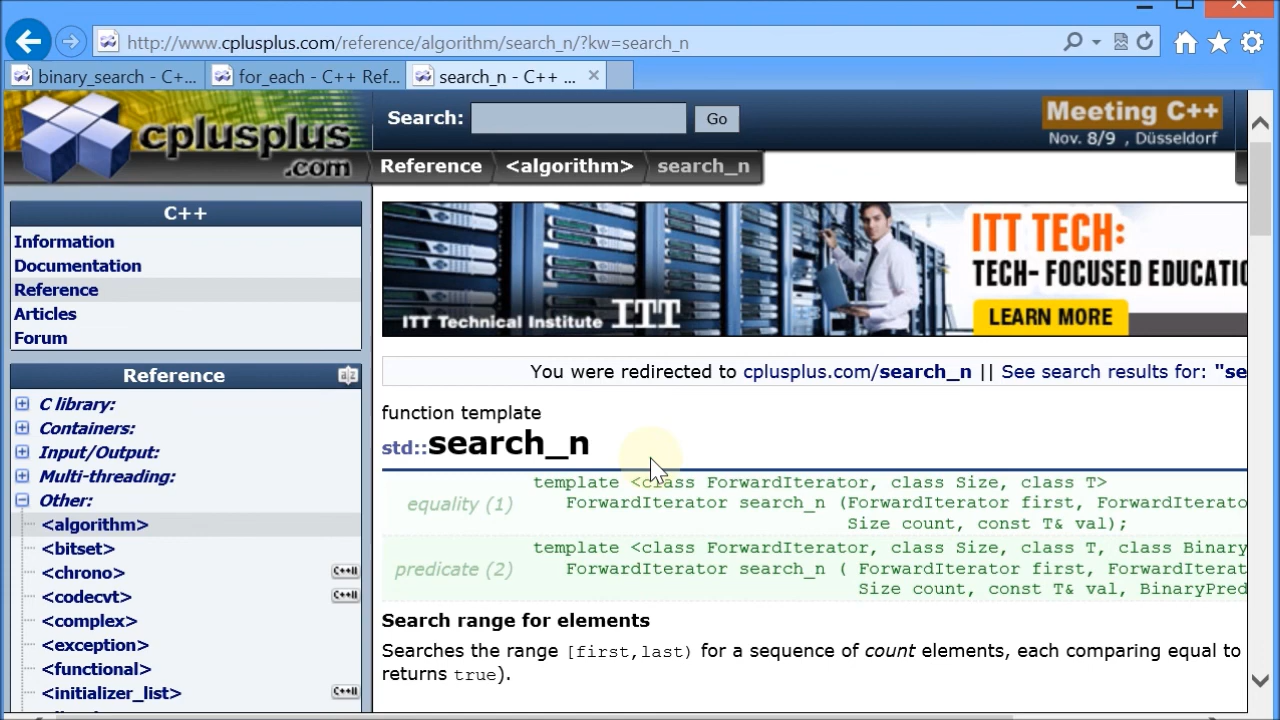 http://www.cplusplus.com/reference/algorithm/search_n/?kw=search_n
binary_search - C+...
for_each - C++ Ref...
search_n - C++ ...
cplusplus
.com
Search:
Go
Meeting C++
Nov. 8/9 , Düsseldorf
Reference
<algorithm>
search_n
C++
Information
Documentation
Reference
Articles
Forum
Reference
C library:
Containers:
Input/Output:
Multi-threading:
Other:
<algorithm>
<bitset>
<chrono> C++11
<codecvt> C++11
<complex>
<exception>
<functional>
<initializer_list> C++11
ITT Technical Institute ITT
ITT TECH:
TECH- FOCUSED EDUCATIO
LEARN MORE
You were redirected to cplusplus.com/search_n || See search results for: "se
function template
std::search_n
equality (1)
template <class ForwardIterator, class Size, class T>
ForwardIterator search_n (ForwardIterator first, ForwardIterato
Size count, const T& val);
predicate (2)
template <class ForwardIterator, class Size, class T, class Binary
ForwardIterator search_n ( ForwardIterator first, ForwardIterat
Size count, const T& val, BinaryPred
Search range for elements
Searches the range [first,last) for a sequence of count elements, each comparing equal to
returns true).